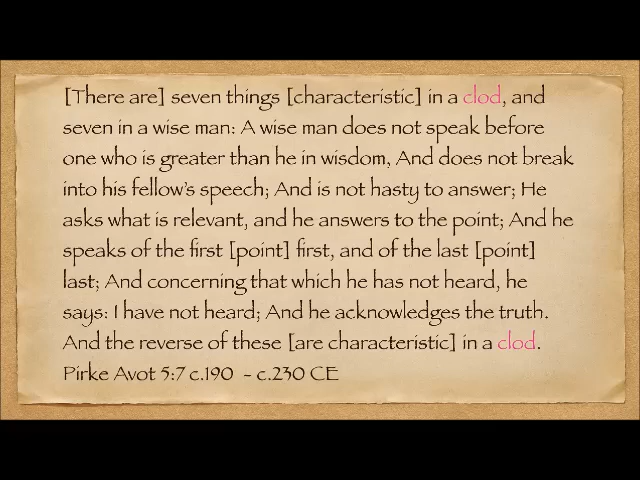 [There are] seven things [characteristic] in a clod, and
seven in a wise man: A wise man does not speak before
one who is greater than he in wisdom, And does not break
into his fellow's speech; And is not hasty to answer; He
asks what is relevant, and he answers to the point; And he
speaks of the first [point] first, and of the last [point]
last; And concerning that which he has not heard, he
says: I have not heard; And he acknowledges the truth.
And the reverse of these [are characteristic] in a clod.
Pirke Avot 5:7 c.190 - c.230 CE